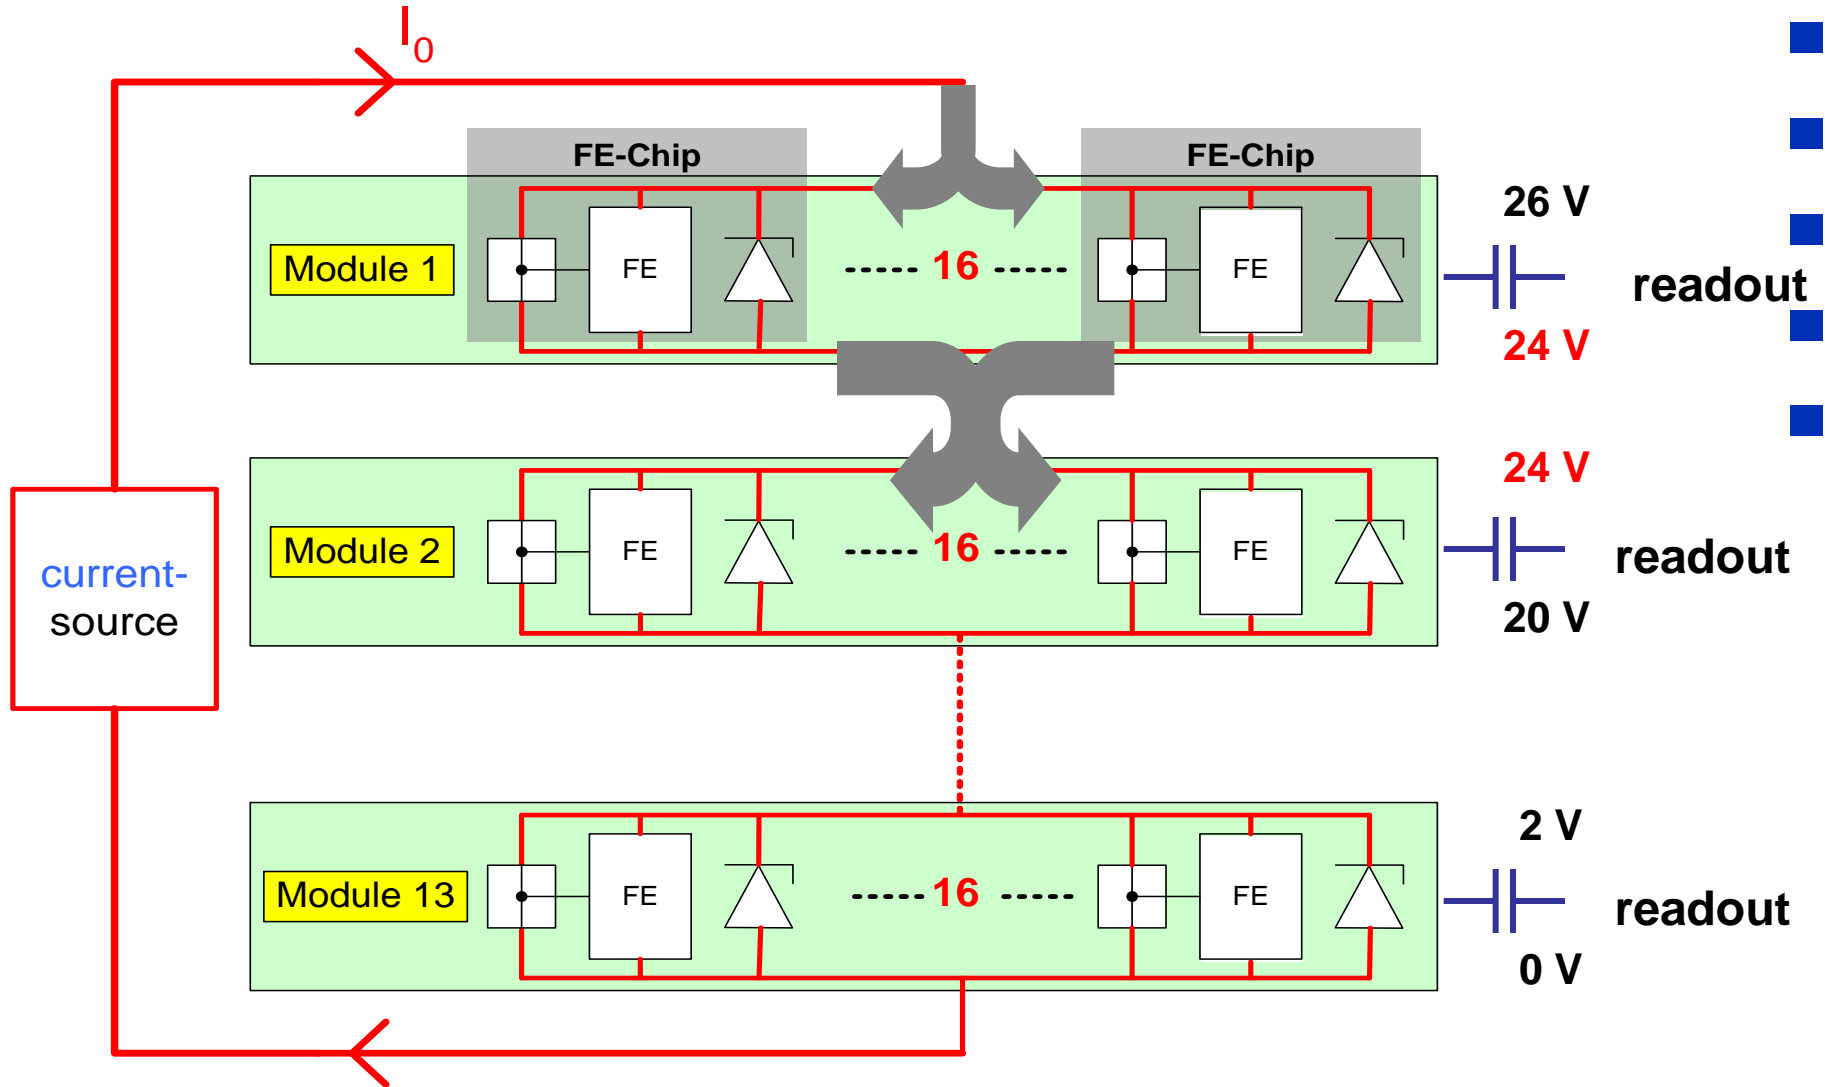 I0
FE-Chip FE-Chip
26 V
Module 1 FE 16 FE
readout
24 V
24 V
Module 2 FE 16 FE
readout
20 V
current-
source
2 V
Module 13 FE 16 FE
readout
0 V